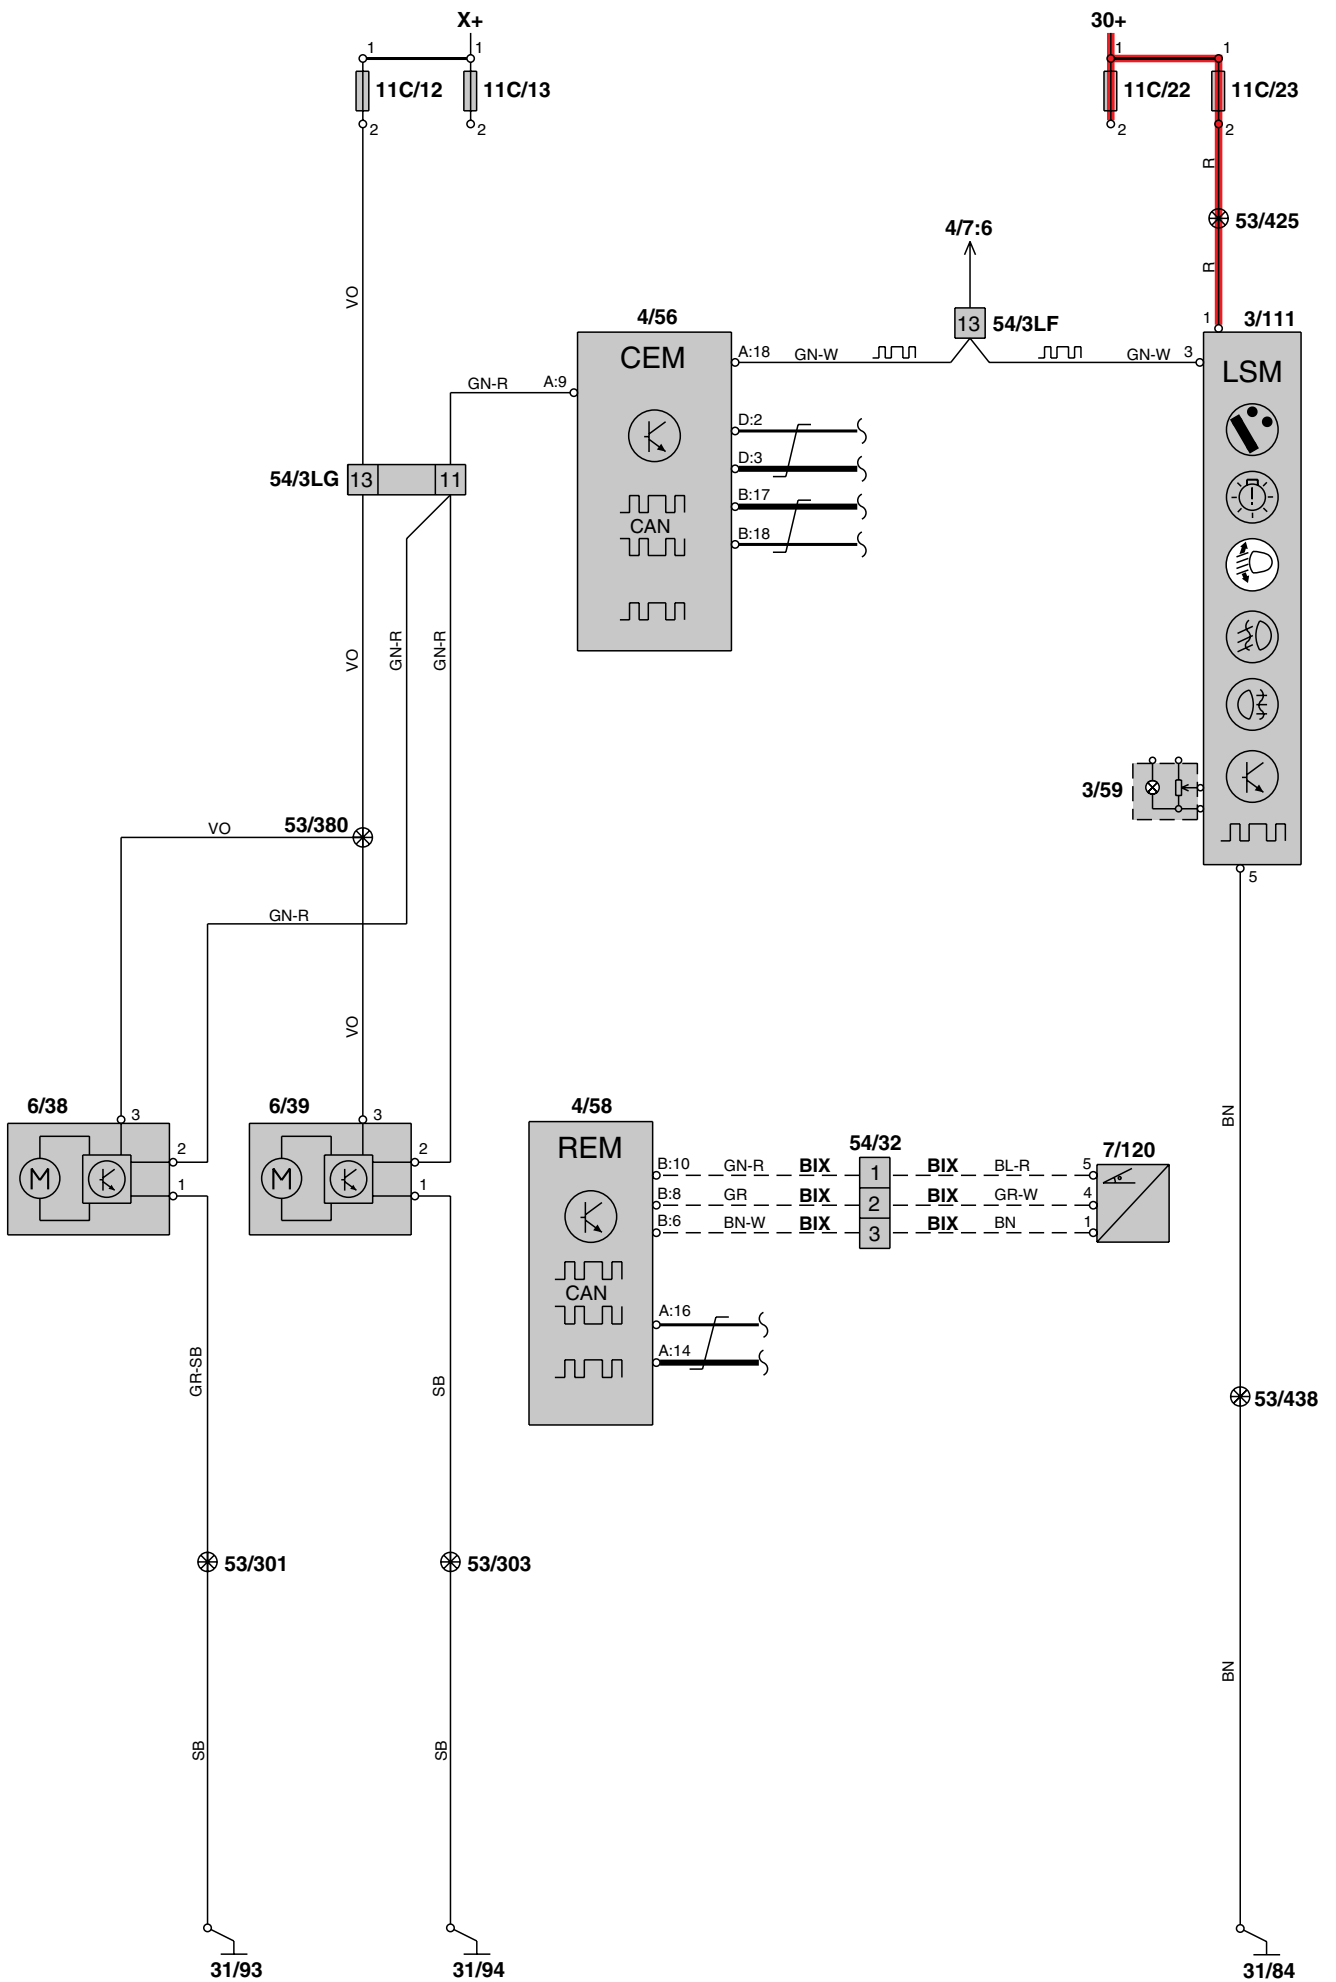 X+ 30+
1 1 1 1
11C/12 11C/13 11C/22 11C/23
2 2 2 2
R
53/425
4/7:6
R
VO
4/56 13 54/3LF 1 3/111
CEM A:18 GN-W GN-W 3 LSM
GN-R A:9
D:2
D:3
54/3LG 13 11
B:17
CAN
B:18
VO GN-R GN-R
3/59
VO 53/380
5
GN-R
VO
6/38 6/39 4/58
3 3
BN
REM 54/32 7/120
2 2
B:10 GN-R BIX 1 BIX BL-R 5
M M
1 1
B:8 GR BIX 2 BIX GR-W 4
B:6 BN-W BIX 3 BIX BN 1
CAN
A:16
A:14
GR-SB SB
53/438
53/301 53/303
BN
SB SB
31/93 31/94 31/84